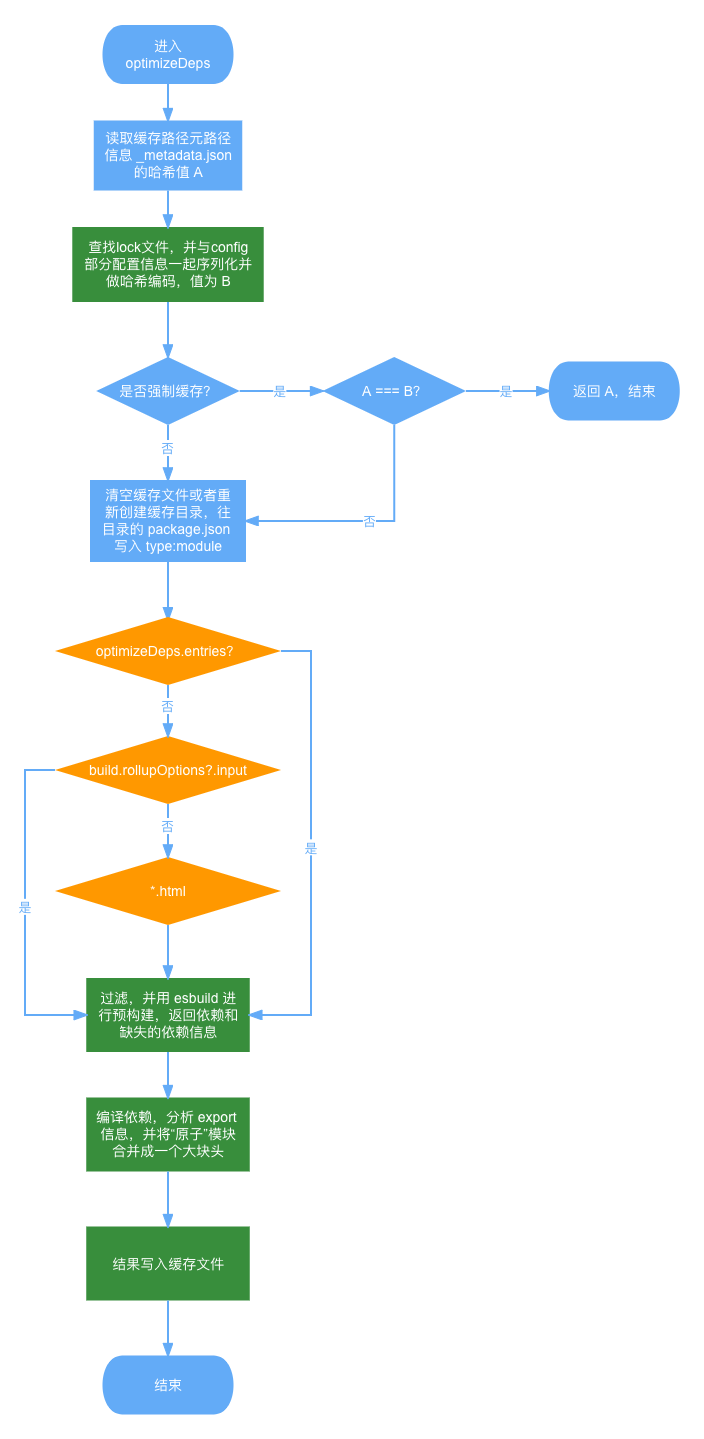 进入
optimizeDeps
读取缓存路径元路径
信息 _metadata.json
的哈希值 A
查找lock文件，并与config
部分配置信息一起序列化并
做哈希编码，值为 B
是否强制缓存?
是
A === B?
是
返回 A，结束
否
清空缓存文件或者重
新创建缓存目录，往
目录的 package.json
写入 type:module
否
optimizeDeps.entries?
否
build.rollupOptions?.input
否
是
*.html
是
过滤，并用 esbuild 进
行预构建，返回依赖和
缺失的依赖信息
编译依赖，分析 export
信息，并将“原子”模块
合并成一个大块头
结果写入缓存文件
结束